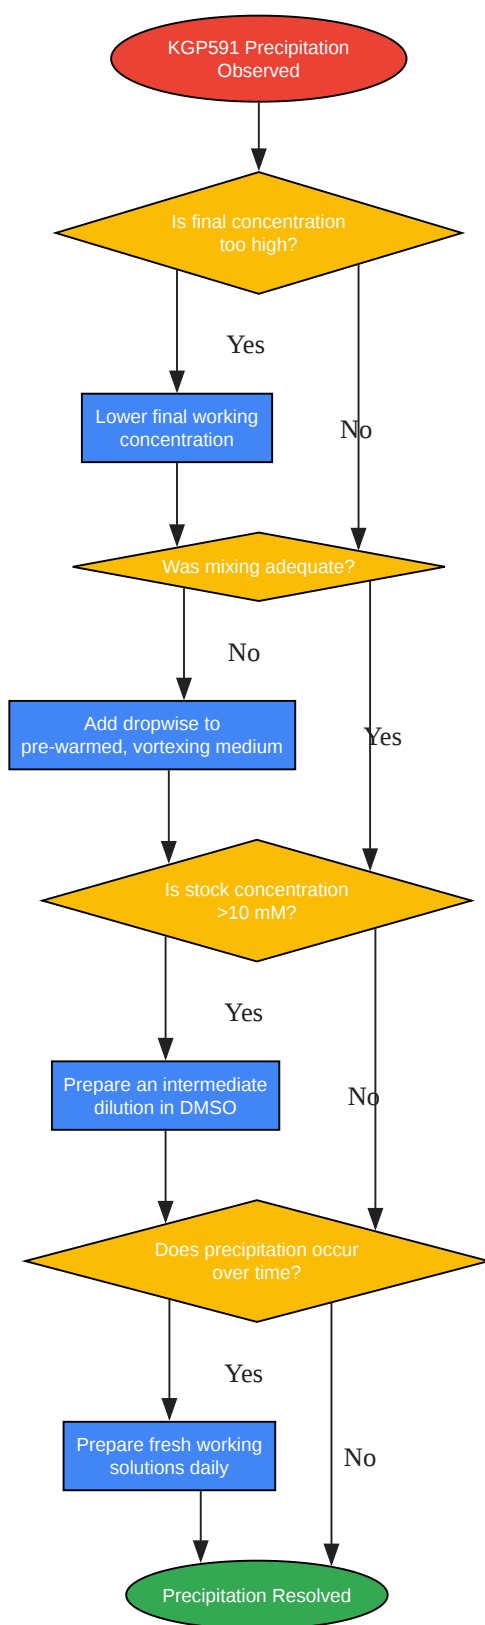 KGP591 Precipitation
Observed
Is final concentration
too high?
Yes
Lower final working
concentration
No
Was mixing adequate?
No
Add dropwise to
pre-warmed, vortexing medium
Yes
Is stock concentration
>10 mM?
Yes
Prepare an intermediate
dilution in DMSO
No
Does precipitation occur
over time?
Yes
Prepare fresh working
solutions daily
No
Precipitation Resolved